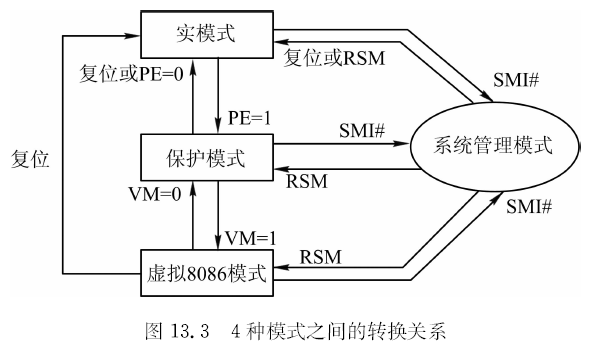 实模式
复位或PE=0
复位或RSM
SMI#
PE=1
SMI#
复位
保护模式
系统管理模式
RSM
VM=0
SMI#
VM=1
RSM
虚拟8086模式
图 13.3 4 种模式之间的转换关系